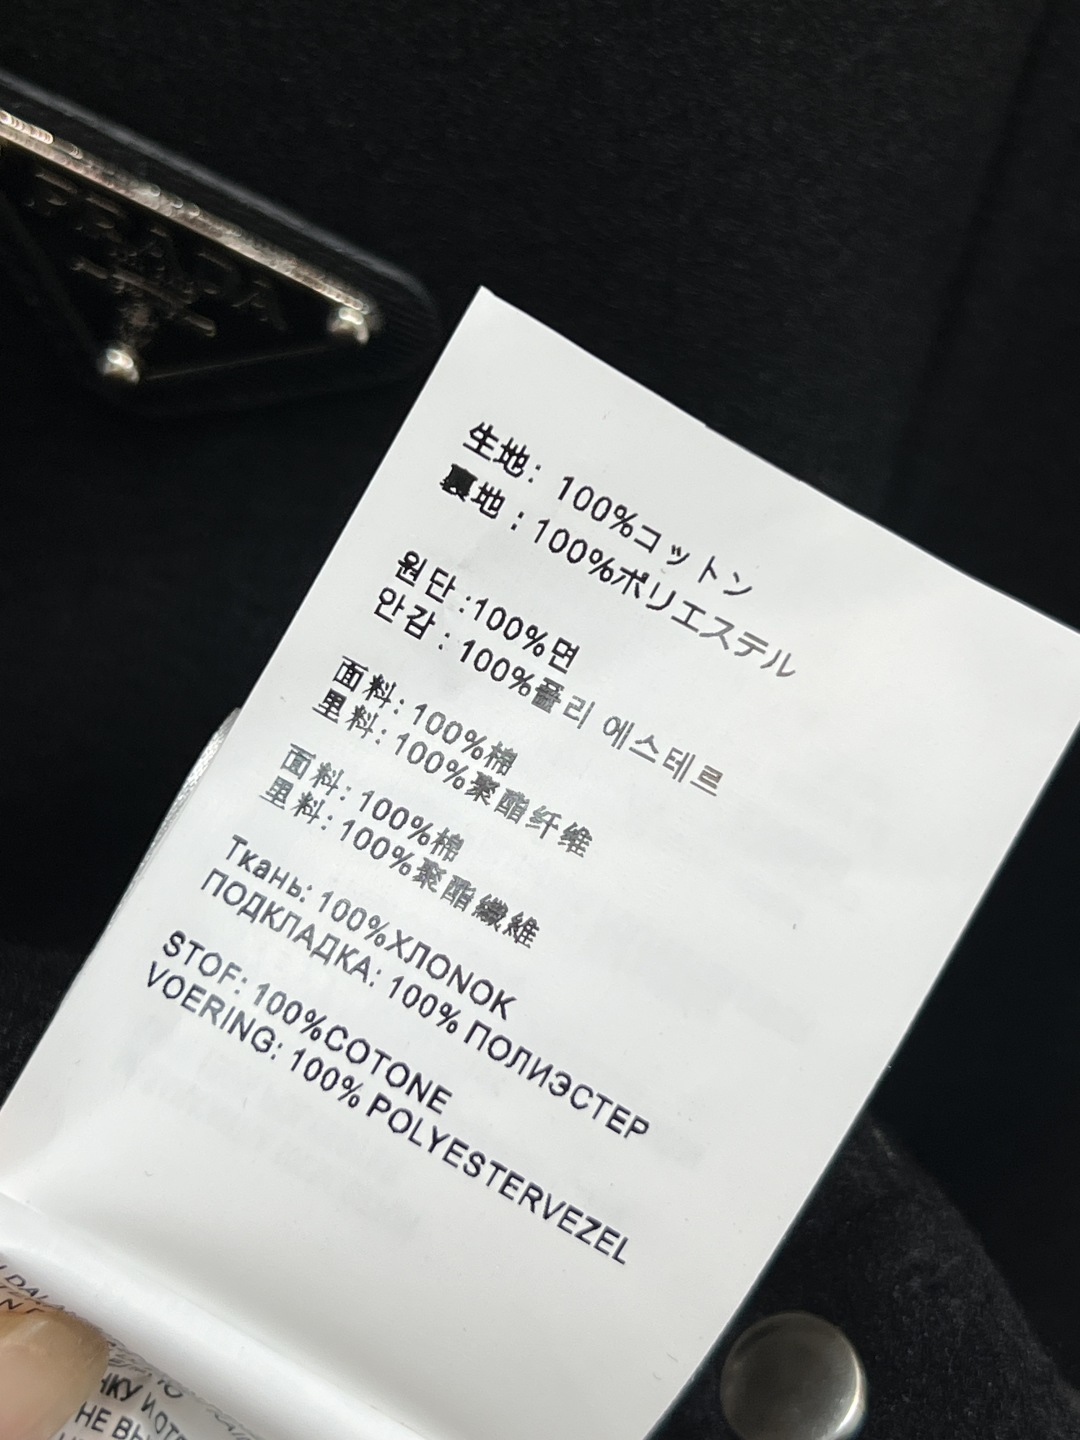 PRADA
生地: 100%コットン
裏地: 100%ポリエステル
원단:100%면
안감: 100%폴리 에스테르
面料: 100%棉
里料: 100%聚酯纤维
面料: 100%棉
里料: 100%聚酯纖維
Ткань: 100%ХЛОNОК
ПОДКЛАДКА: 100% ПОЛИЭСТЕР
STOF: 100%COTONE
VOERING: 100% POLYESTERVEZEL
НЕ